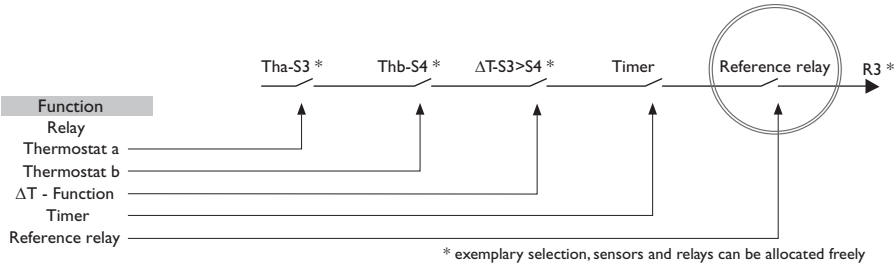 Tha-S3 * Thb-S4 * ΔT-S3>S4 * Timer Reference relay R3 *
Function
Relay
Thermostat a
Thermostat b
ΔT - Function
Timer
Reference relay
* exemplary selection, sensors and relays can be allocated freely